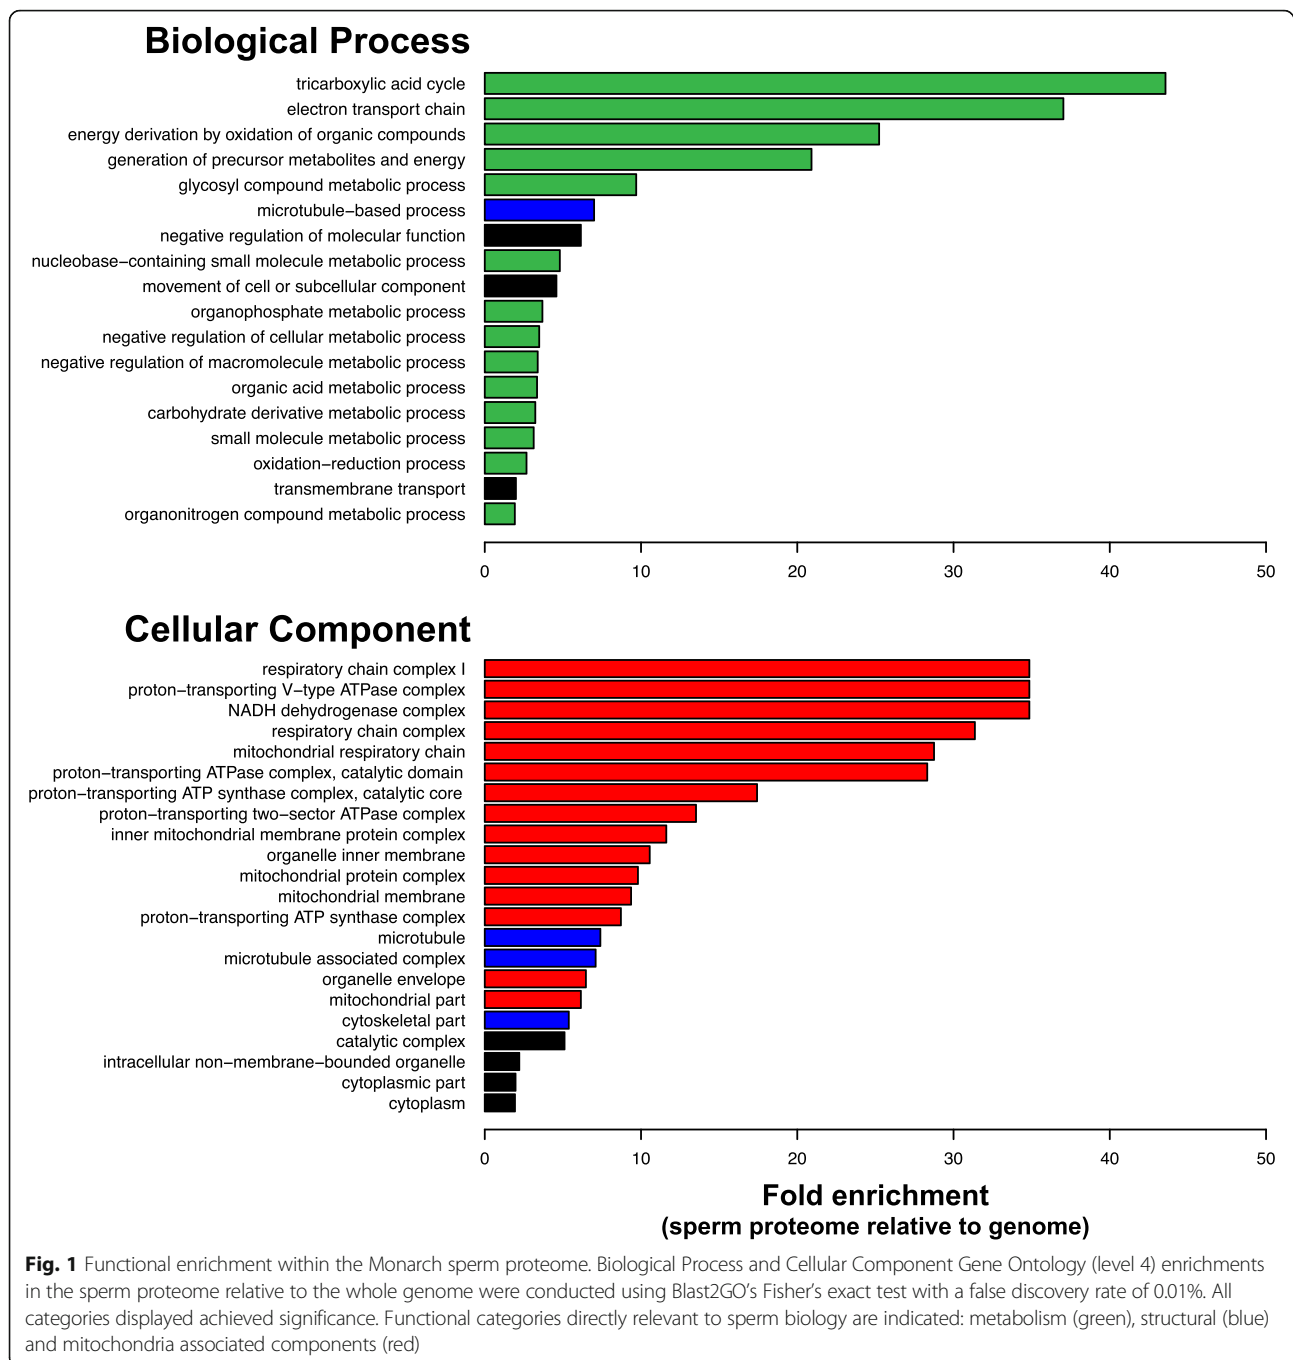 Biological Process
tricarboxylic acid cycle
electron transport chain
energy derivation by oxidation of organic compounds
generation of precursor metabolites and energy
glycosyl compound metabolic process
microtubule−based process
negative regulation of molecular function
nucleobase−containing small molecule metabolic process
movement of cell or subcellular component
organophosphate metabolic process
negative regulation of cellular metabolic process
negative regulation of macromolecule metabolic process
organic acid metabolic process
carbohydrate derivative metabolic process
small molecule metabolic process
oxidation−reduction process
transmembrane transport
organonitrogen compound metabolic process
0 10 20 30 40 50
Cellular Component
respiratory chain complex I
proton−transporting V−type ATPase complex
NADH dehydrogenase complex
respiratory chain complex
mitochondrial respiratory chain
proton−transporting ATPase complex, catalytic domain
proton−transporting ATP synthase complex, catalytic core
proton−transporting two−sector ATPase complex
inner mitochondrial membrane protein complex
organelle inner membrane
mitochondrial protein complex
mitochondrial membrane
proton−transporting ATP synthase complex
microtubule
microtubule associated complex
organelle envelope
mitochondrial part
cytoskeletal part
catalytic complex
intracellular non−membrane−bounded organelle
cytoplasmic part
cytoplasm
0 10 20 30 40 50
Fold enrichment
(sperm proteome relative to genome)
Fig. 1 Functional enrichment within the Monarch sperm proteome. Biological Process and Cellular Component Gene Ontology (level 4) enrichments
in the sperm proteome relative to the whole genome were conducted using Blast2GO's Fisher's exact test with a false discovery rate of 0.01%. All
categories displayed achieved significance. Functional categories directly relevant to sperm biology are indicated: metabolism (green), structural (blue)
and mitochondria associated components (red)